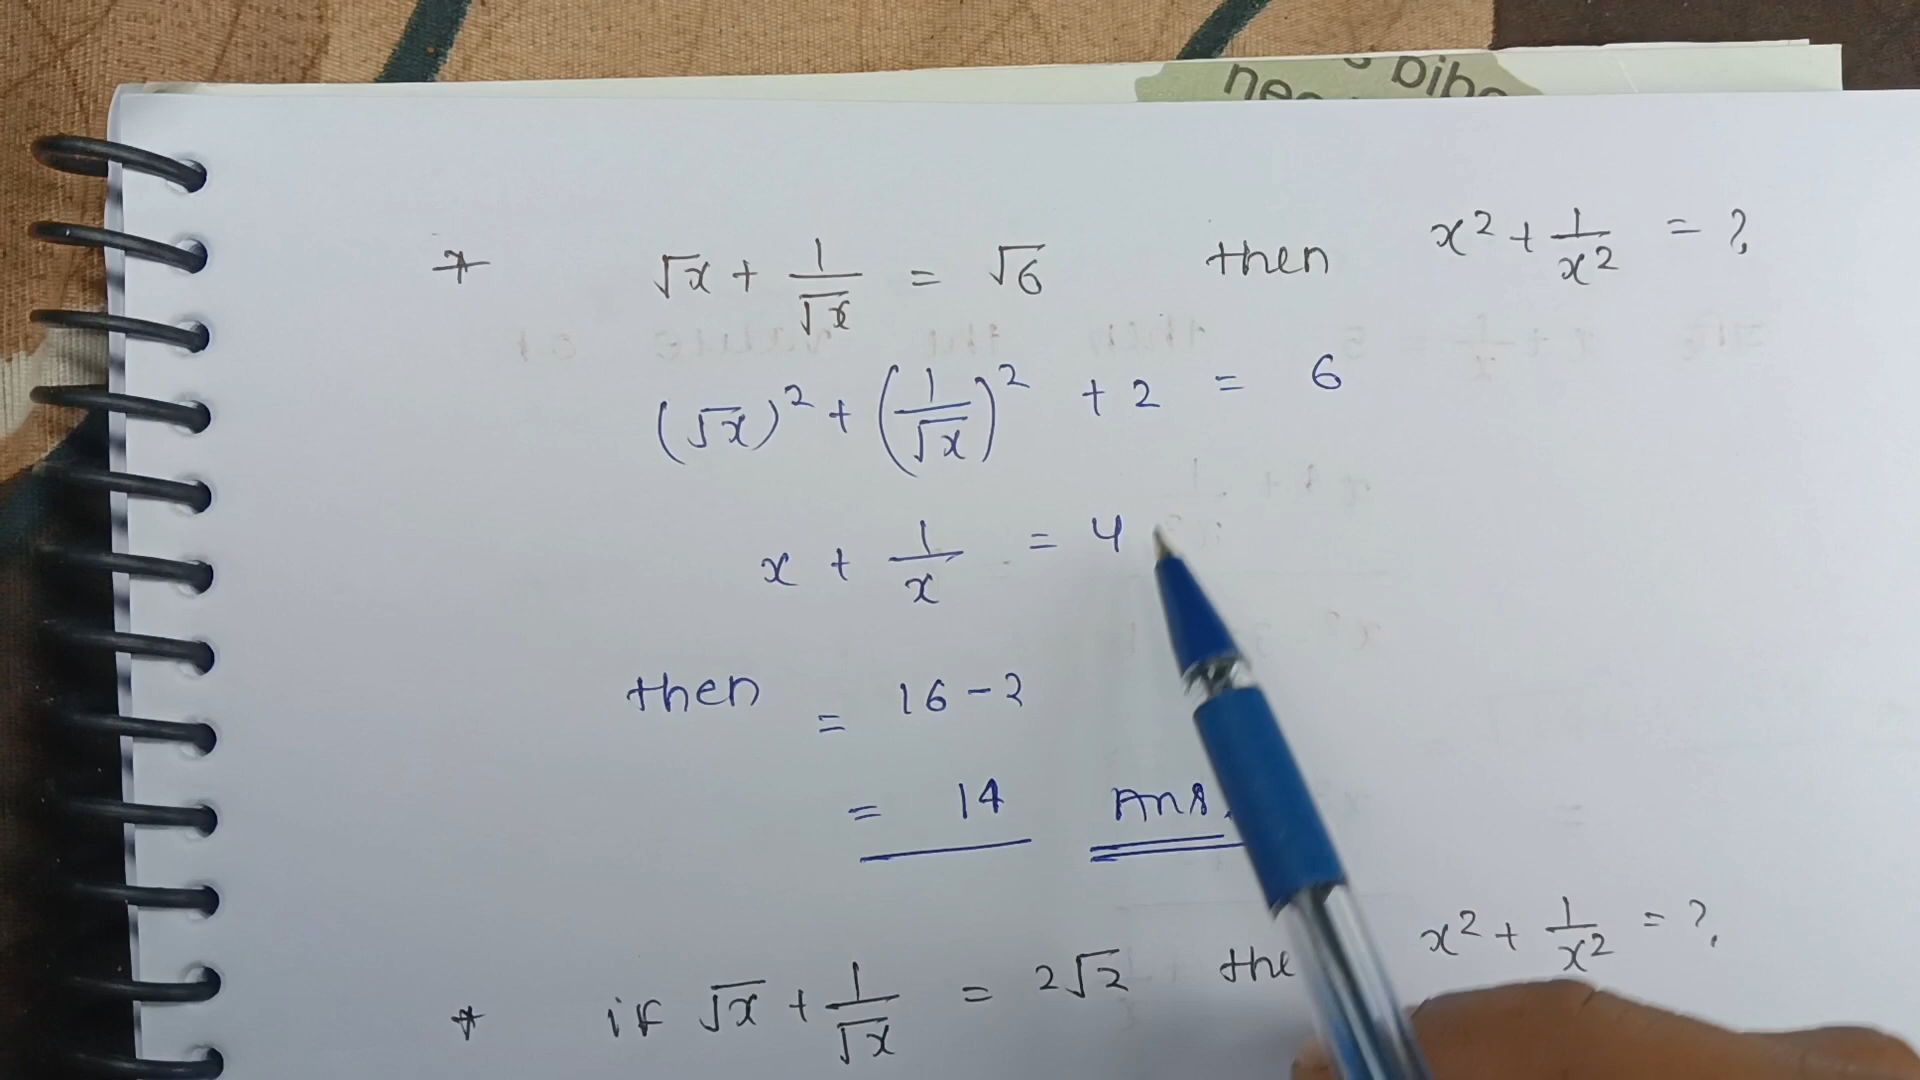 * √x + 1/√x = √6 then x² + 1/x² = ?
(√x)² + (1/√x)² + 2 = 6
x + 1/x = 4
then = 16 - 2
= 14 Ans.
* if √x + 1/√x = 2√2 the x² + 1/x² = ?